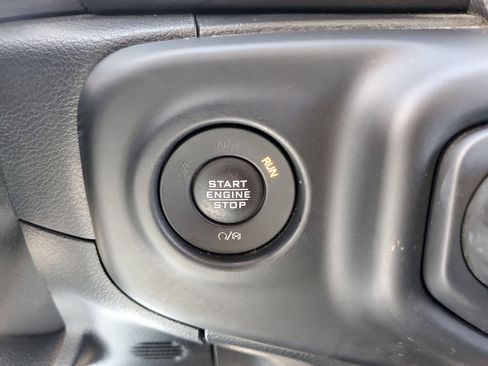 OFF ACC RUN
START
ENGINE
STOP